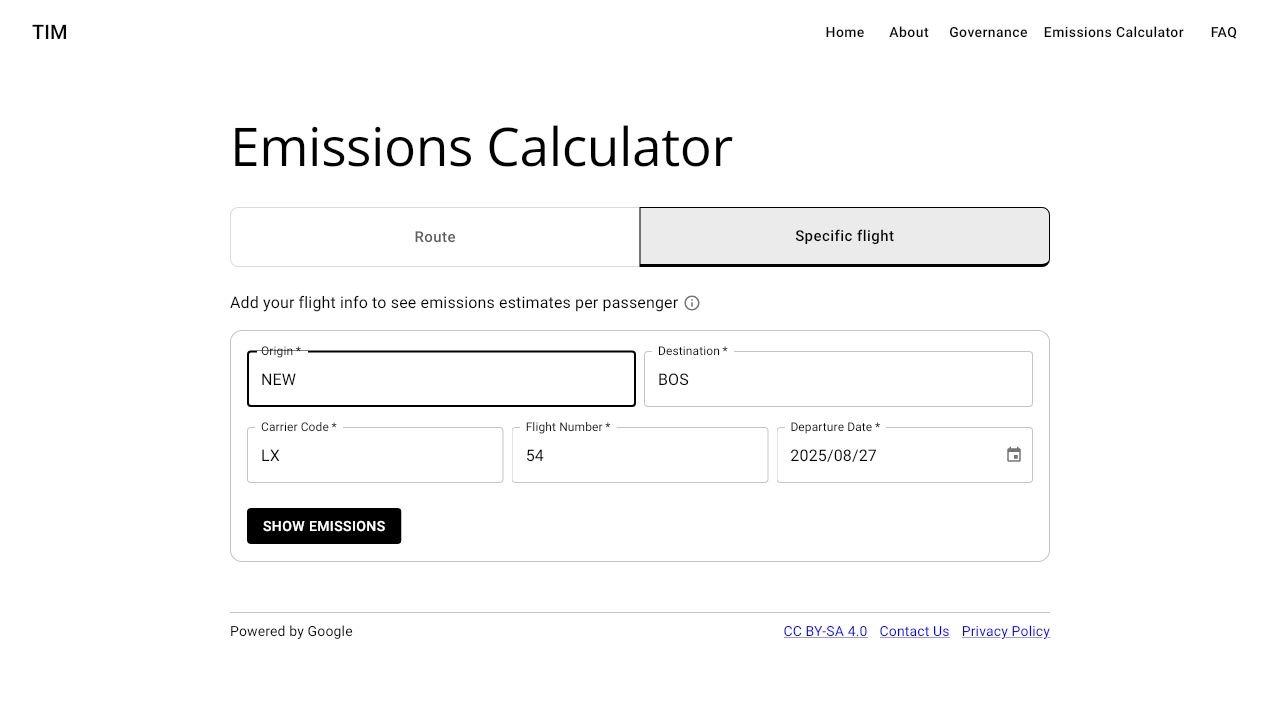 TIM
Home About Governance Emissions Calculator FAQ
Emissions Calculator
Route Specific flight
Add your flight info to see emissions estimates per passenger
Origin * Destination *
NEW BOS
Carrier Code * Flight Number * Departure Date *
LX 54 2025/08/27
SHOW EMISSIONS
Powered by Google CC BY-SA 4.0 Contact Us Privacy Policy